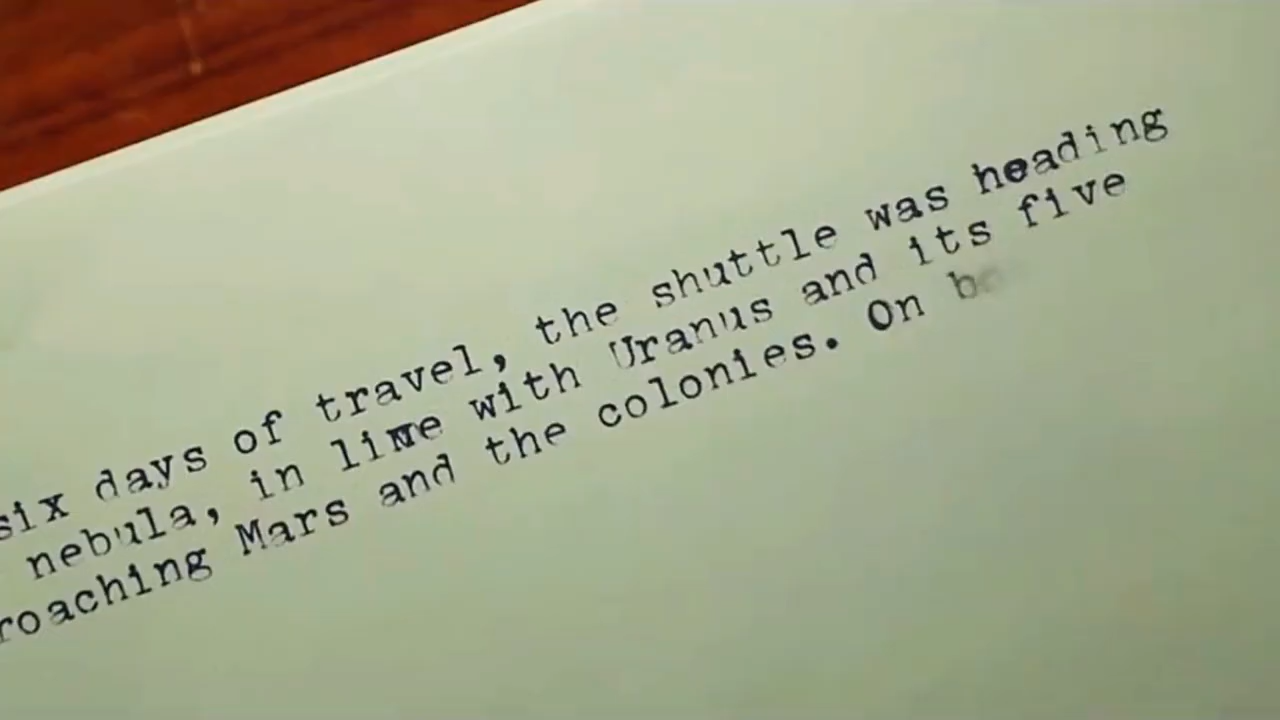 six days of travel, the shuttle was heading
nebula, in line with Uranus and its five
roaching Mars and the colonies. On